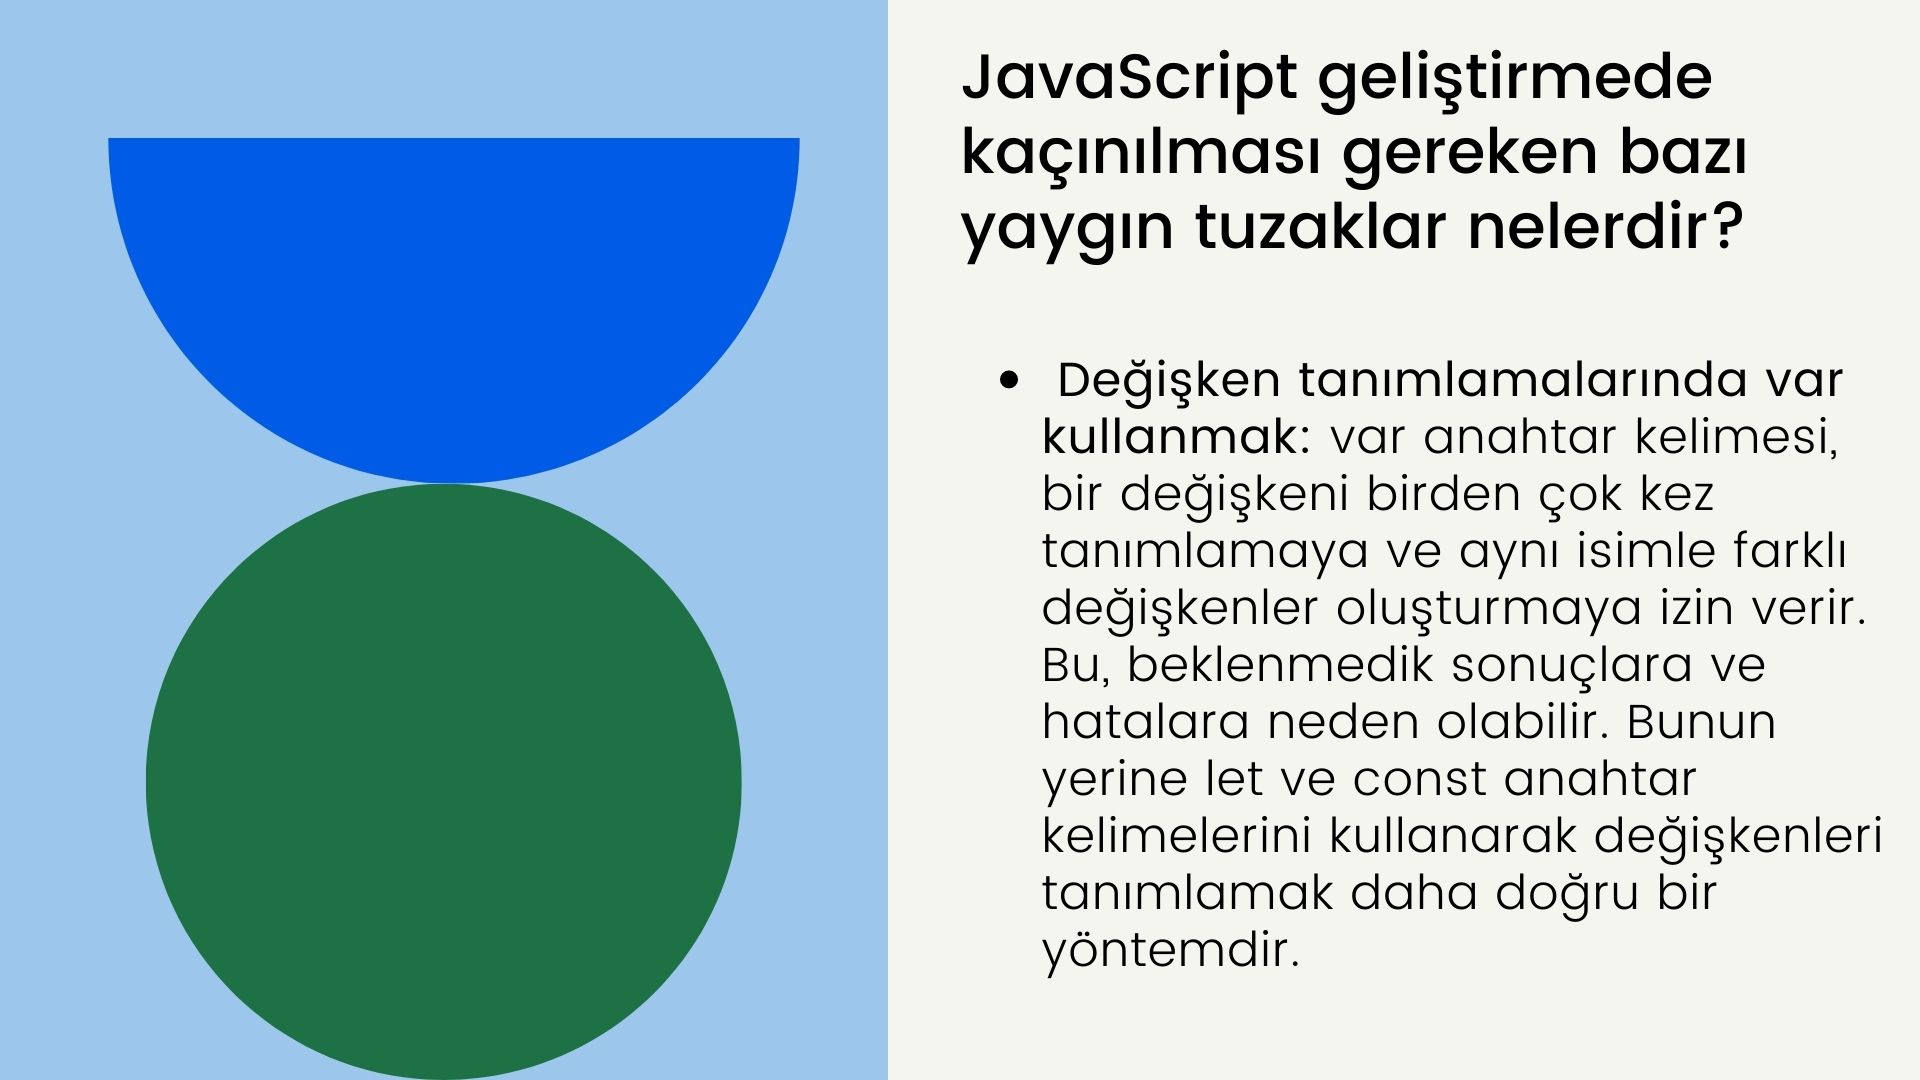 JavaScript geliştirmede
kaçınılması gereken bazı
yaygın tuzaklar nelerdir?
• Değişken tanımlamalarında var
kullanmak: var anahtar kelimesi,
bir değişkeni birden çok kez
tanımlamaya ve aynı isimle farklı
değişkenler oluşturmaya izin verir.
Bu, beklenmedik sonuçlara ve
hatalara neden olabilir. Bunun
yerine let ve const anahtar
kelimelerini kullanarak değişkenleri
tanımlamak daha doğru bir
yöntemdir.